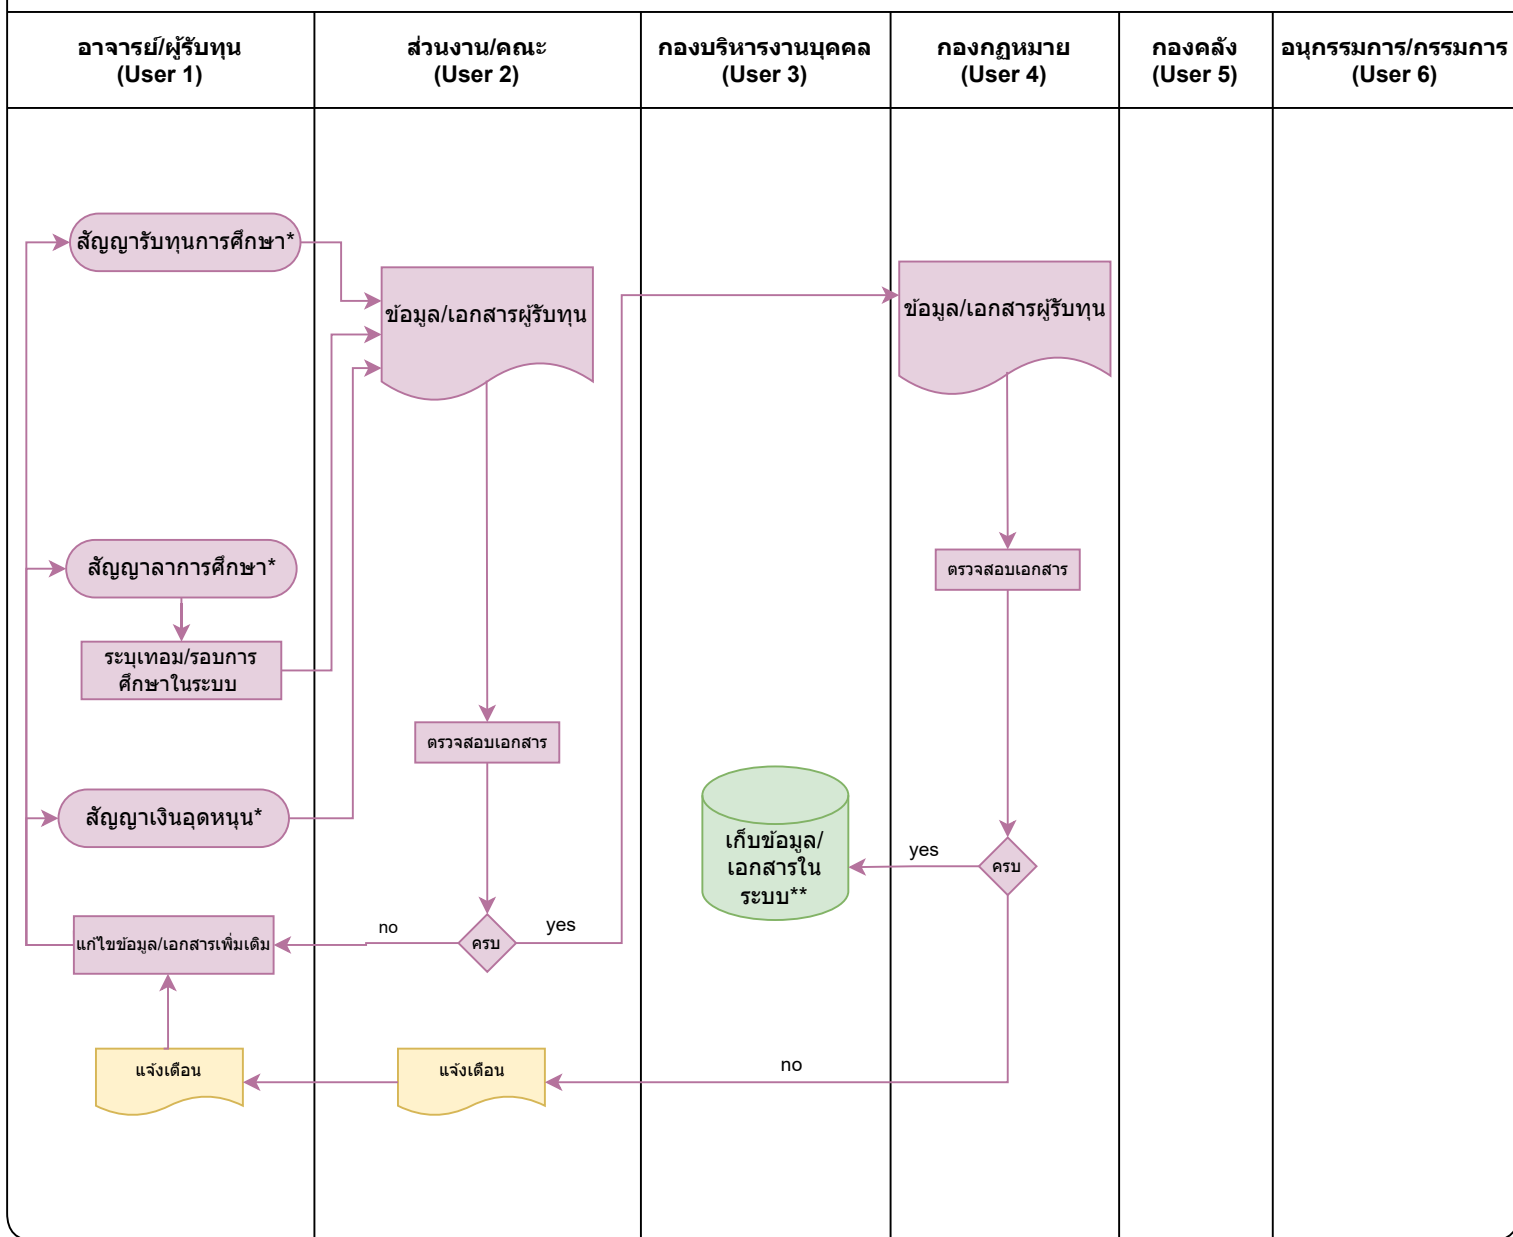 อาจารย์/ผู้รับทุน
(User 1)
ส่วนงาน/คณะ
(User 2)
กองบริหารงานบุคคล
(User 3)
กองกฏหมาย
(User 4)
กองคลัง
(User 5)
อนุกรรมการ/กรรมการ
(User 6)
สัญญารับทุนการศึกษา*
ข้อมูล/เอกสารผู้รับทุน
ข้อมูล/เอกสารผู้รับทุน
สัญญาลาการศึกษา*
ตรวจสอบเอกสาร
ระบุเทอม/รอบการ
ศึกษาในระบบ
ตรวจสอบเอกสาร
สัญญาเงินอุดหนุน*
เก็บข้อมูล/
เอกสารใน
ระบบ**
yes
ครบ
แก้ไขข้อมูล/เอกสารเพิ่มเติม
no
ครบ
yes
แจ้งเตือน
แจ้งเตือน
no